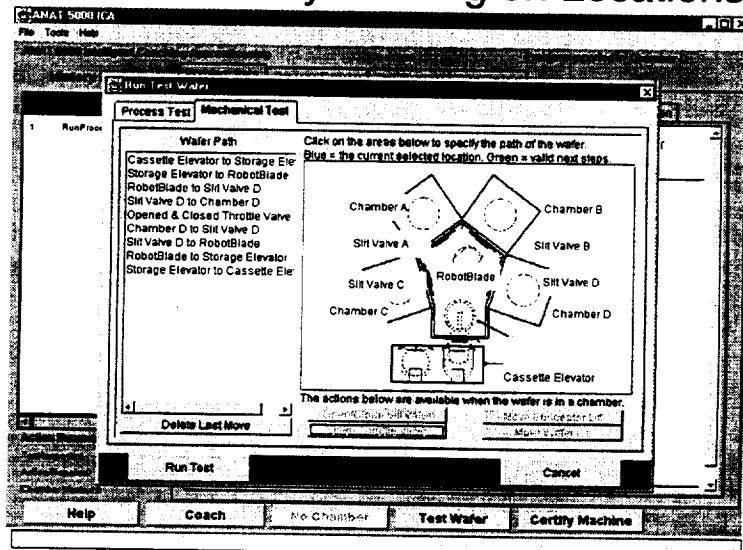 AMAT 5000 ICA
File Tools Help
Run Test Wafer
Process Test Mechanical Test
1 RunProce
Wafer Path
Cassette Elevator to Storage Ele
Storage Elevator to RobotBlade
RobotBlade to Slit Valve D
Slit Valve D to Chamber D
Opened & Closed Throttle Valve
Chamber D to Slit Valve D
Slit Valve D to RobotBlade
RobotBlade to Storage Elevator
Storage Elevator to Cassette Ele
Delete Last Move
Click on the areas below to specify the path of the wafer.
Blue = the current selected location. Green = valid next steps.
Chamber A
Chamber B
Slit Valve A
Slit Valve B
RobotBlade
Slit Valve C
Slit Valve D
Chamber C
Chamber D
Cassette Elevator
The actions below are available when the wafer is in a chamber.
Run Test
Cancel
Help Coach No Chamber Test Wafer Certify Machine